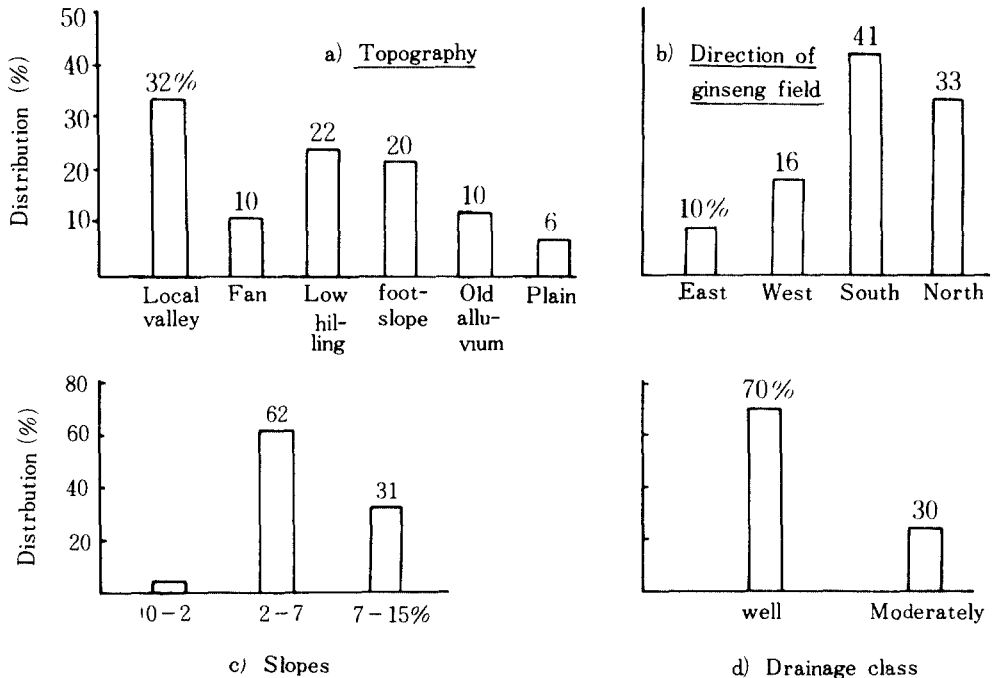 50
40
30
20
10
Distribution (%)
a) Topography
32%
10
22
20
10
6
Local
valley
Fan
Low
hil-
ling
foot-
slope
Old
allu-
vium
Plain
b) Direction of
ginseng field
10%
16
41
33
East
West
South
North
80
60
40
20
Distrbution (%)
62
31
0-2
2-7
7-15%
c) Slopes
70%
30
well
Moderately
d) Drainage class